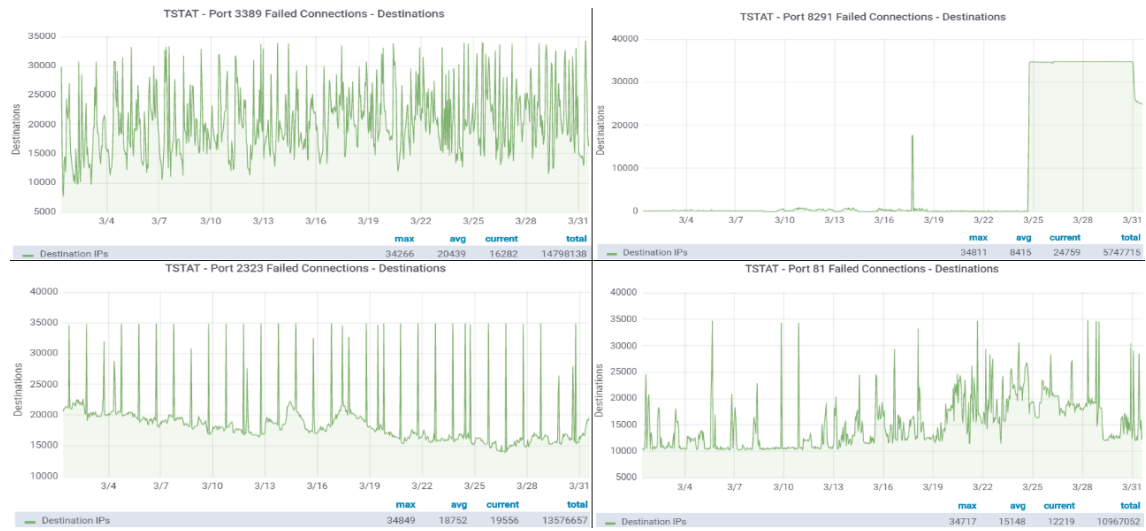 TSTAT - Port 3389 Failed Connections - Destinations
35000
30000
25000
20000
15000
10000
5000
Destinations
3/4 3/7 3/10 3/13 3/16 3/19 3/22 3/25 3/28 3/31
max avg current total
Destination IPs 34266 20439 16282 14798138
TSTAT - Port 8291 Failed Connections - Destinations
40000
30000
20000
10000
0
Destinations
3/4 3/7 3/10 3/13 3/16 3/19 3/22 3/25 3/28 3/31
max avg current total
Destination IPs 34811 8415 24759 5747715
TSTAT - Port 2323 Failed Connections - Destinations
40000
35000
30000
25000
20000
15000
10000
Destinations
3/4 3/7 3/10 3/13 3/16 3/19 3/22 3/25 3/28 3/31
max avg current total
Destination IPs 34849 18752 19556 13576657
TSTAT - Port 81 Failed Connections - Destinations
40000
35000
30000
25000
20000
15000
10000
5000
Destinations
3/4 3/7 3/10 3/13 3/16 3/19 3/22 3/25 3/28 3/31
max avg current total
Destination IPs 34717 15148 12219 10967052